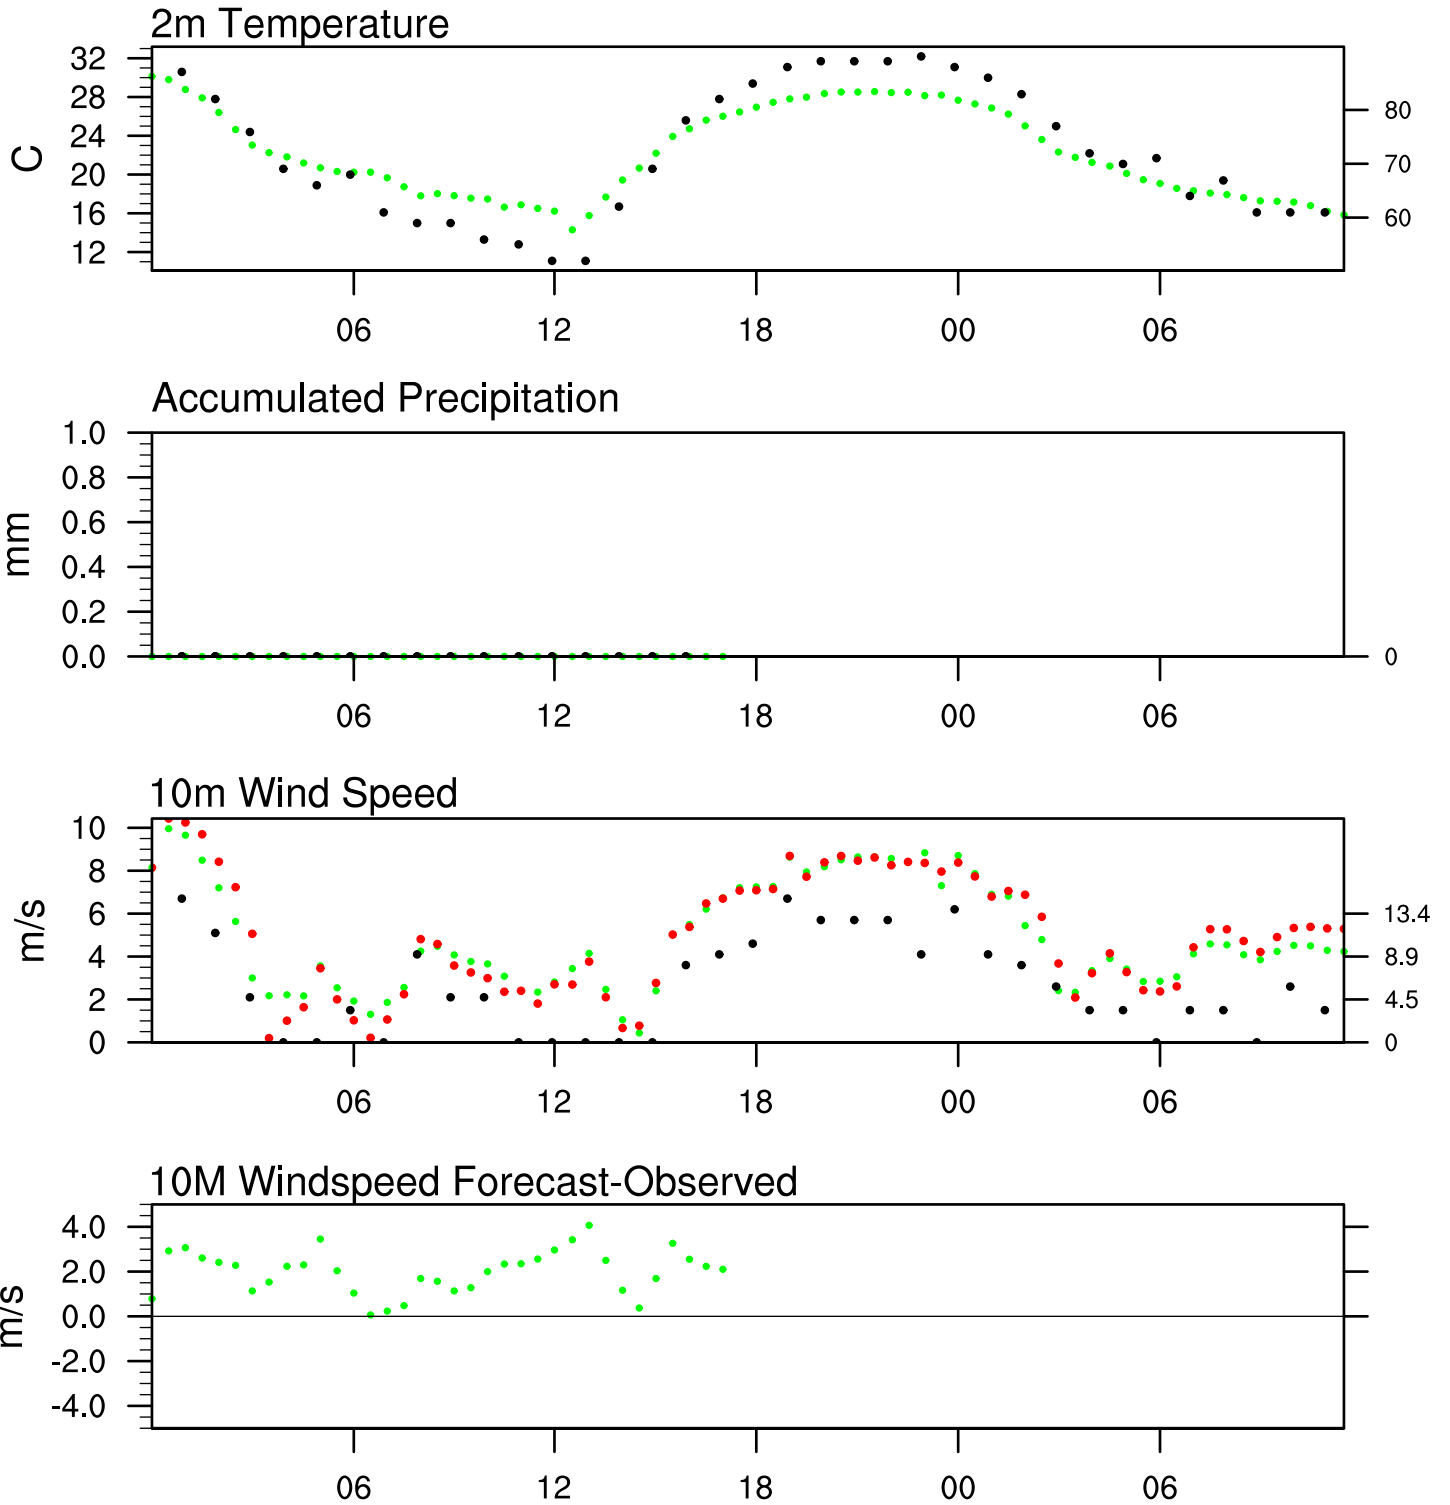 2m Temperature
32
28
24
20
16
12
C
80
70
60
06 12 18 00 06
Accumulated Precipitation
1.0
0.8
0.6
0.4
0.2
0.0
mm
0
06 12 18 00 06
10m Wind Speed
10
8
6
4
2
0
m/s
13.4
8.9
4.5
0
06 12 18 00 06
10M Windspeed Forecast-Observed
4.0
2.0
0.0
-2.0
-4.0
m/s
06 12 18 00 06